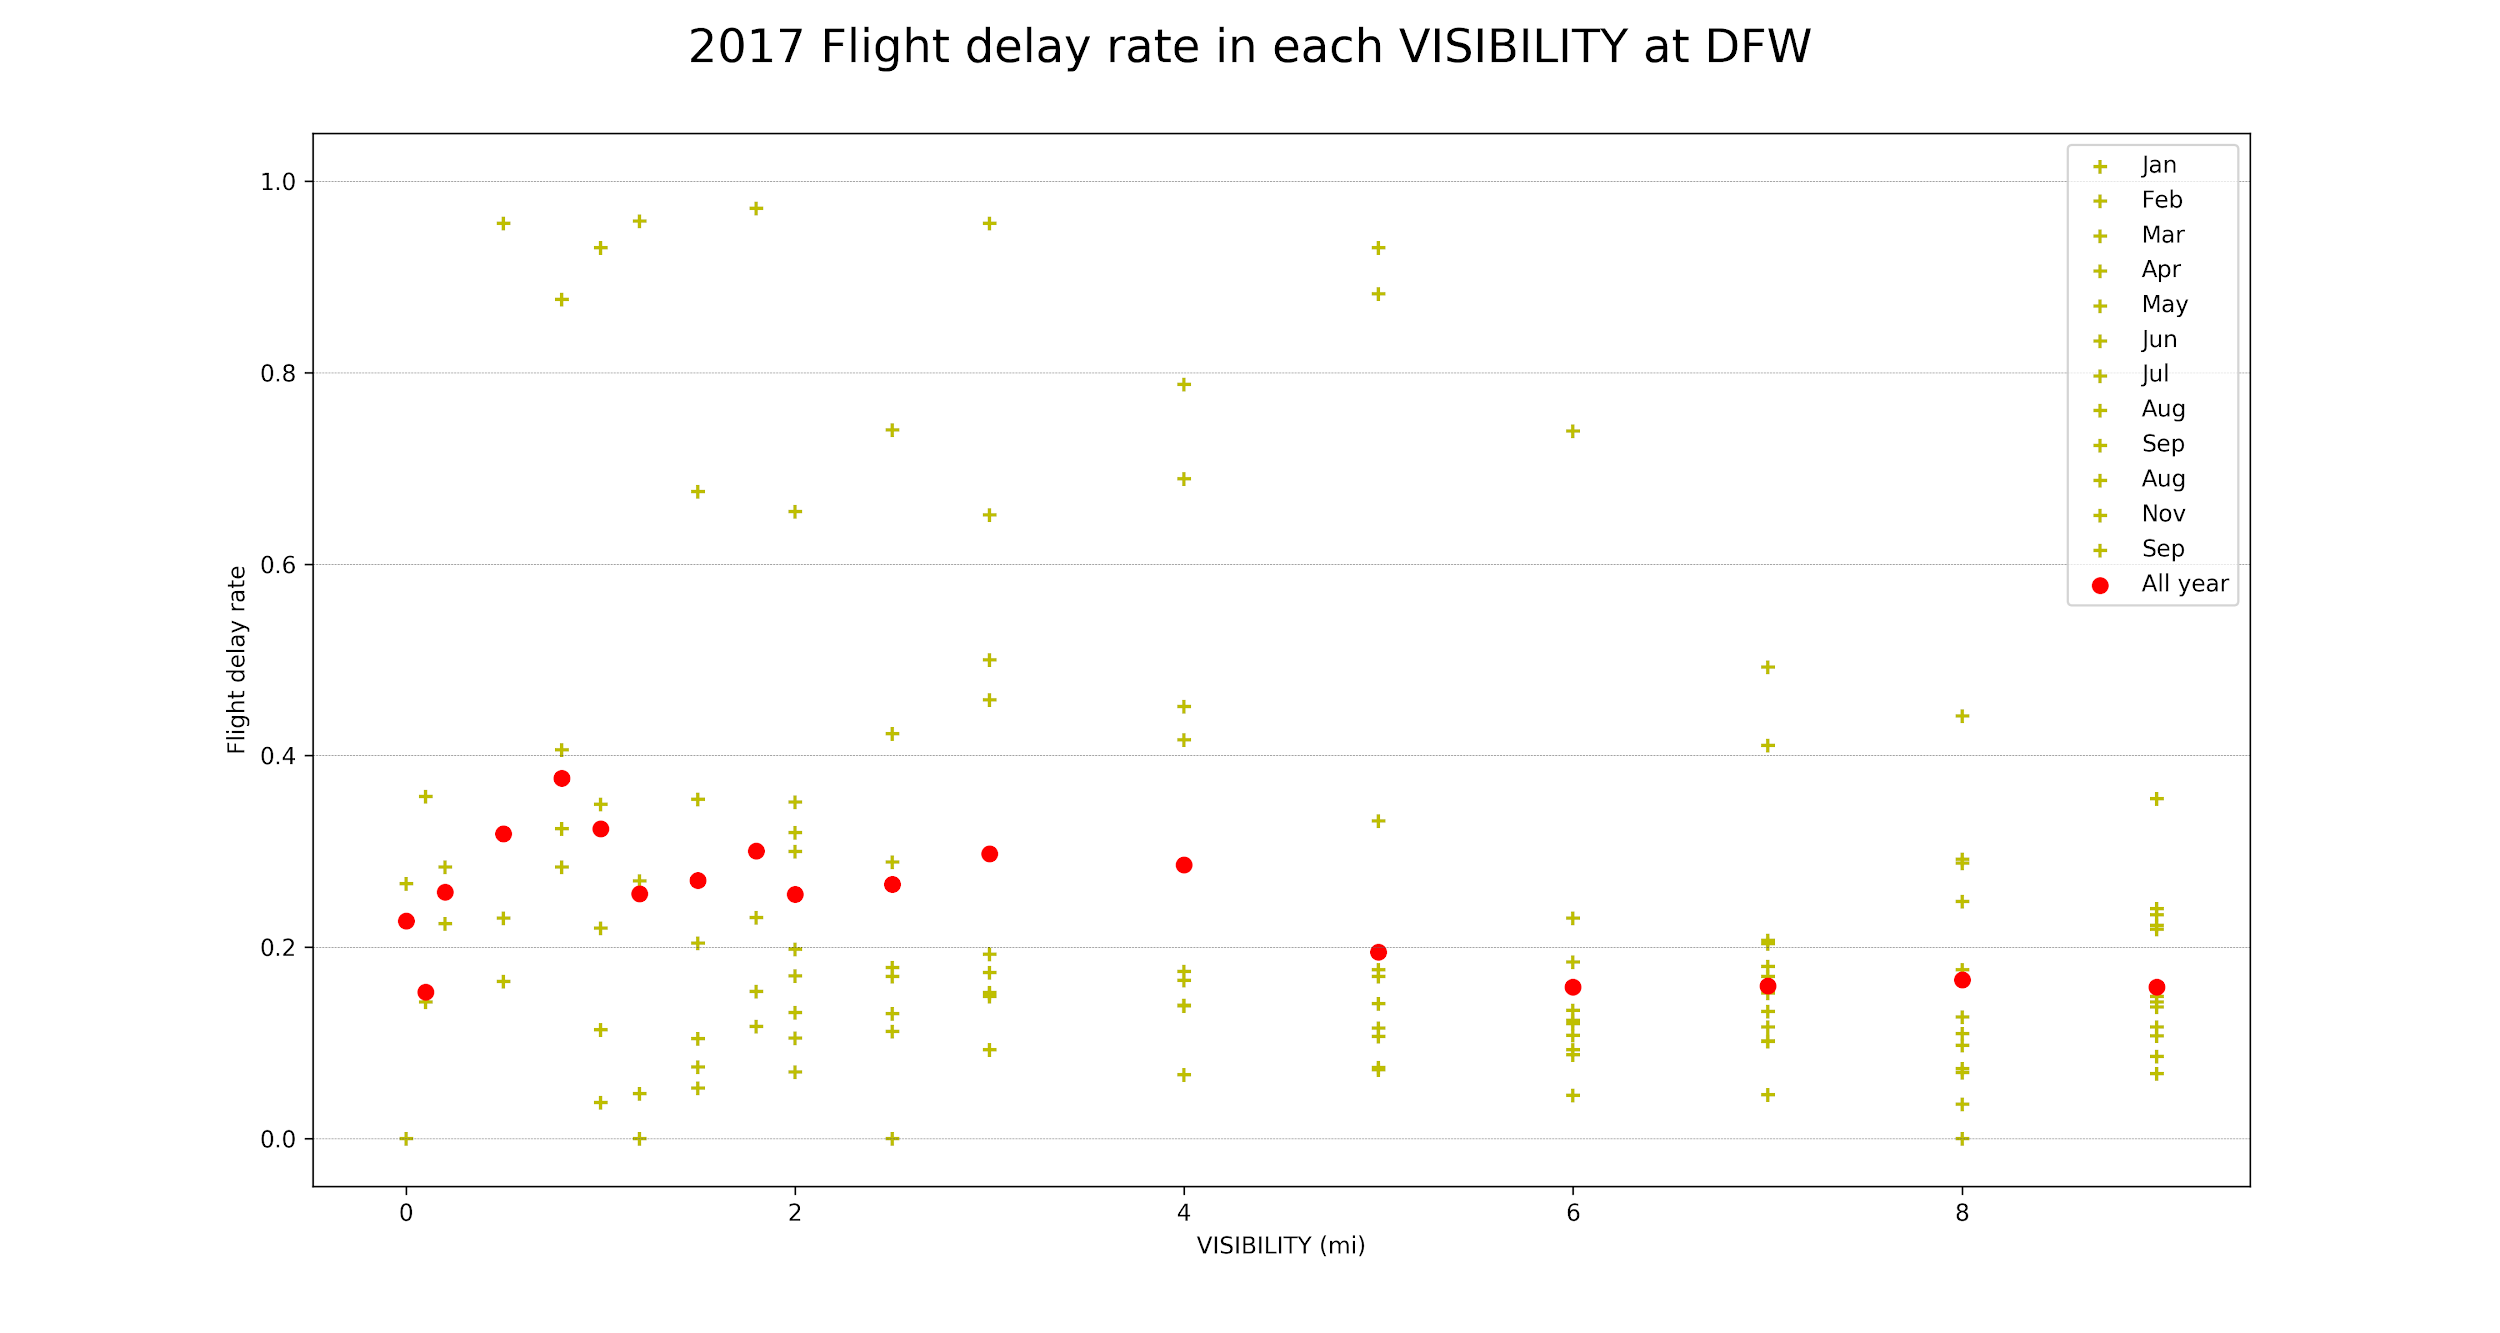 2017 Flight delay rate in each VISIBILITY at DFW
1.0
0.8
0.6
0.4
0.2
0.0
Flight delay rate
0
2
4
6
8
VISIBILITY (mi)
Jan
Feb
Mar
Apr
May
Jun
Jul
Aug
Sep
Aug
Nov
Sep
All year